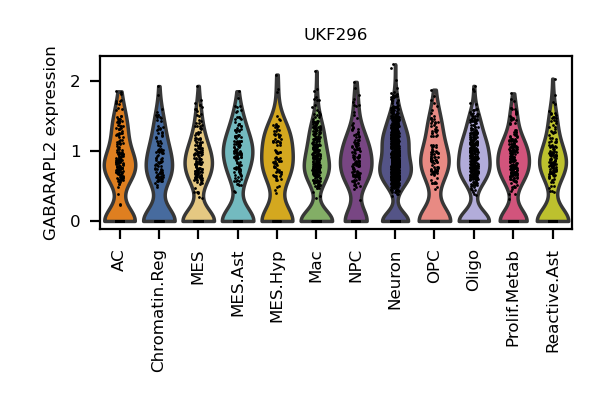 UKF296
GABARAPL2 expression
2
1
0
AC
Chromatin.Reg
MES
MES.Ast
MES.Hyp
Mac
NPC
Neuron
OPC
Oligo
Prolif.Metab
Reactive.Ast